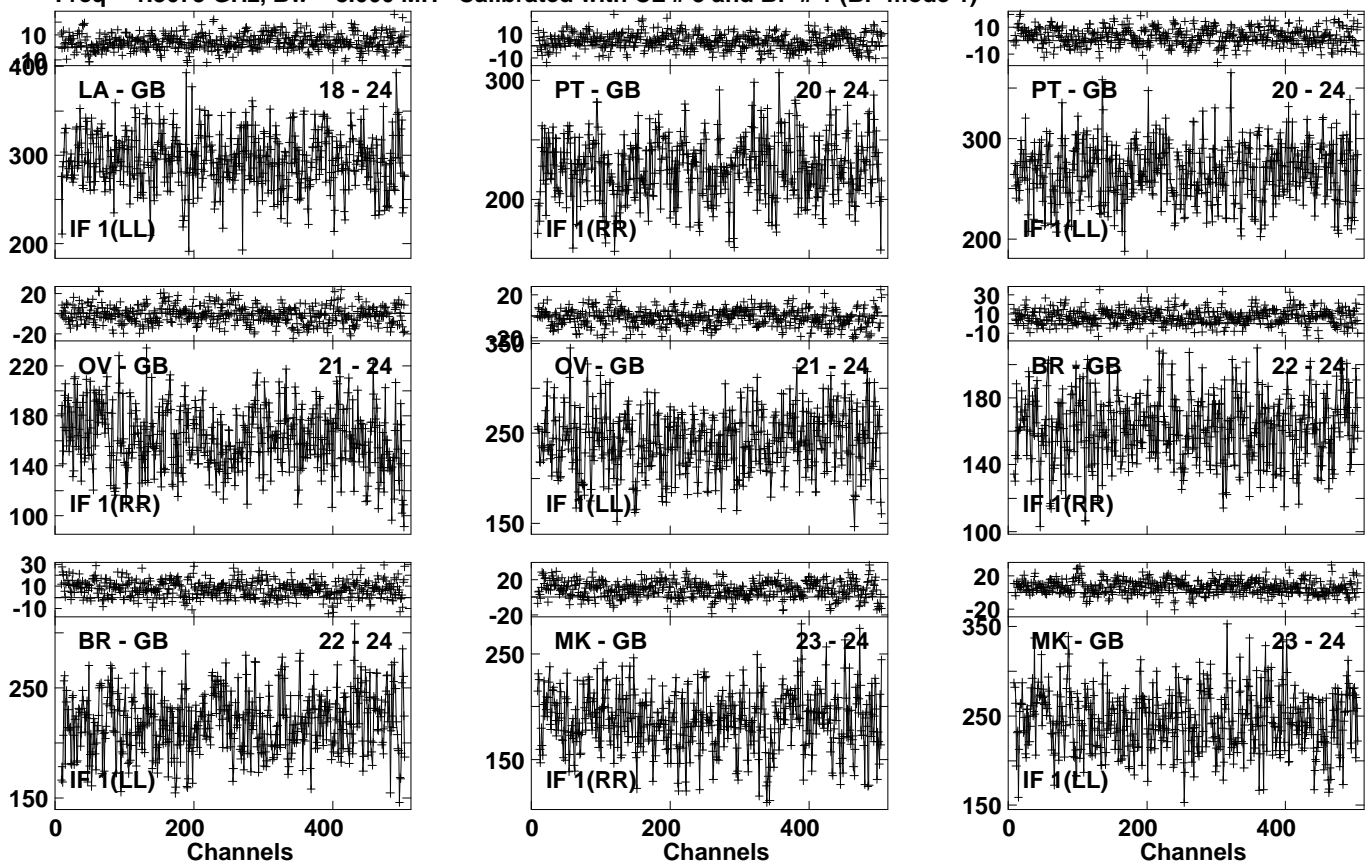 10
-10
400
300
200
LA - GB 18 - 24
IF 1(LL)
10
-10
300
200
PT - GB 20 - 24
IF 1(RR)
10
-10
300
200
PT - GB 20 - 24
IF 1(LL)
20
-20
220
180
140
100
OV - GB 21 - 24
IF 1(RR)
20
-20
350
250
150
OV - GB 21 - 24
IF 1(LL)
30
10
-10
180
140
100
BR - GB 22 - 24
IF 1(RR)
30
10
-10
250
150
BR - GB 22 - 24
IF 1(LL)
0 200 400
Channels
20
-20
250
150
MK - GB 23 - 24
IF 1(RR)
0 200 400
Channels
20
-20
350
250
150
MK - GB 23 - 24
IF 1(LL)
0 200 400
Channels